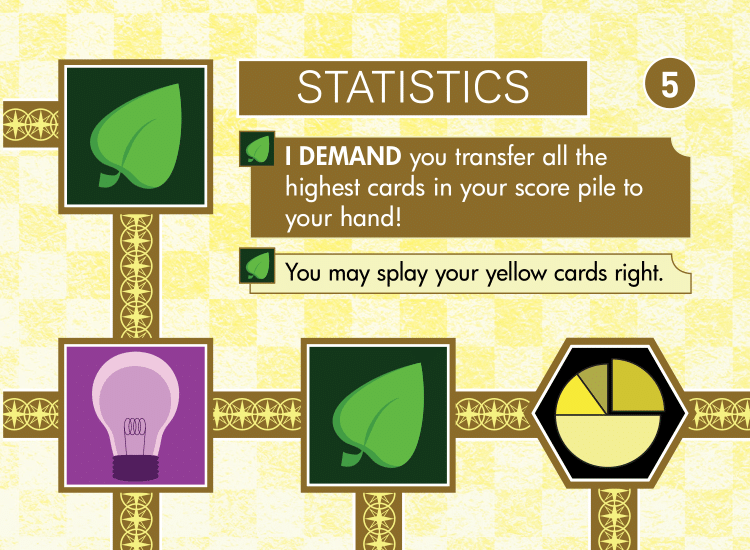 STATISTICS
5
I DEMAND you transfer all the
highest cards in your score pile to
your hand!
You may splay your yellow cards right.